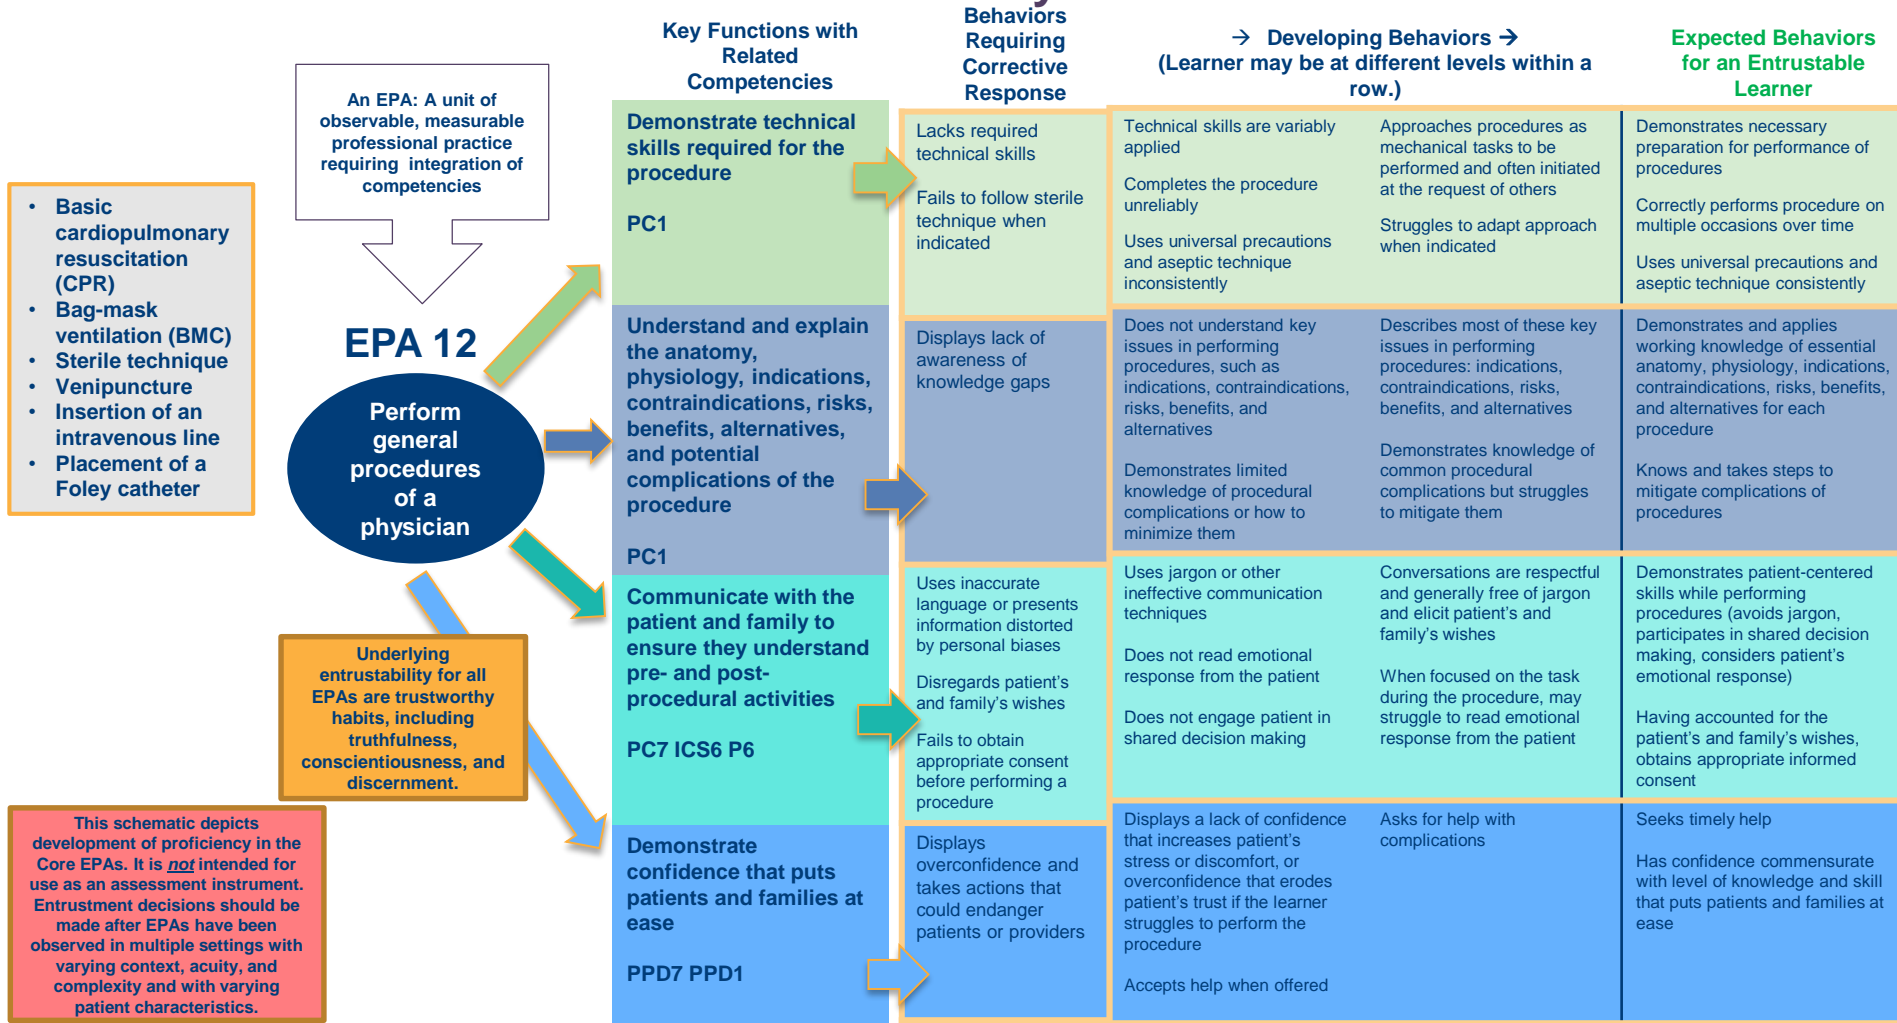 Key Functions with
Related
Competencies
Behaviors
Requiring
Corrective
Response
→ Developing Behaviors →
(Learner may be at different levels within a
row.)
Expected Behaviors
for an Entrustable
Learner
An EPA: A unit of
observable, measurable
professional practice
requiring integration of
competencies
• Basic
cardiopulmonary
resuscitation
(CPR)
• Bag-mask
ventilation (BMC)
• Sterile technique
• Venipuncture
• Insertion of an
intravenous line
• Placement of a
Foley catheter
EPA 12
Perform
general
procedures
of a
physician
Underlying
entrustability for all
EPAs are trustworthy
habits, including
truthfulness,
conscientiousness, and
discernment.
This schematic depicts
development of proficiency in the
Core EPAs. It is not intended for
use as an assessment instrument.
Entrustment decisions should be
made after EPAs have been
observed in multiple settings with
varying context, acuity, and
complexity and with varying
patient characteristics.
Demonstrate technical
skills required for the
procedure
PC1
Lacks required
technical skills
Fails to follow sterile
technique when
indicated
Technical skills are variably
applied
Completes the procedure
unreliably
Uses universal precautions
and aseptic technique
inconsistently
Approaches procedures as
mechanical tasks to be
performed and often initiated
at the request of others
Struggles to adapt approach
when indicated
Demonstrates necessary
preparation for performance of
procedures
Correctly performs procedure on
multiple occasions over time
Uses universal precautions and
aseptic technique consistently
Understand and explain
the anatomy,
physiology, indications,
contraindications, risks,
benefits, alternatives,
and potential
complications of the
procedure
PC1
Displays lack of
awareness of
knowledge gaps
Does not understand key
issues in performing
procedures, such as
indications, contraindications,
risks, benefits, and
alternatives
Demonstrates limited
knowledge of procedural
complications or how to
minimize them
Describes most of these key
issues in performing
procedures: indications,
contraindications, risks,
benefits, and alternatives
Demonstrates knowledge of
common procedural
complications but struggles
to mitigate them
Demonstrates and applies
working knowledge of essential
anatomy, physiology, indications,
contraindications, risks, benefits,
and alternatives for each
procedure
Knows and takes steps to
mitigate complications of
procedures
Communicate with the
patient and family to
ensure they understand
pre- and post-
procedural activities
PC7 ICS6 P6
Uses inaccurate
language or presents
information distorted
by personal biases
Disregards patient's
and family's wishes
Fails to obtain
appropriate consent
before performing a
procedure
Uses jargon or other
ineffective communication
techniques
Does not read emotional
response from the patient
Does not engage patient in
shared decision making
Conversations are respectful
and generally free of jargon
and elicit patient's and
family's wishes
When focused on the task
during the procedure, may
struggle to read emotional
response from the patient
Demonstrates patient-centered
skills while performing
procedures (avoids jargon,
participates in shared decision
making, considers patient's
emotional response)
Having accounted for the
patient's and family's wishes,
obtains appropriate informed
consent
Demonstrate
confidence that puts
patients and families at
ease
PPD7 PPD1
Displays
overconfidence and
takes actions that
could endanger
patients or providers
Displays a lack of confidence
that increases patient's
stress or discomfort, or
overconfidence that erodes
patient's trust if the learner
struggles to perform the
procedure
Accepts help when offered
Asks for help with
complications
Seeks timely help
Has confidence commensurate
with level of knowledge and skill
that puts patients and families at
ease